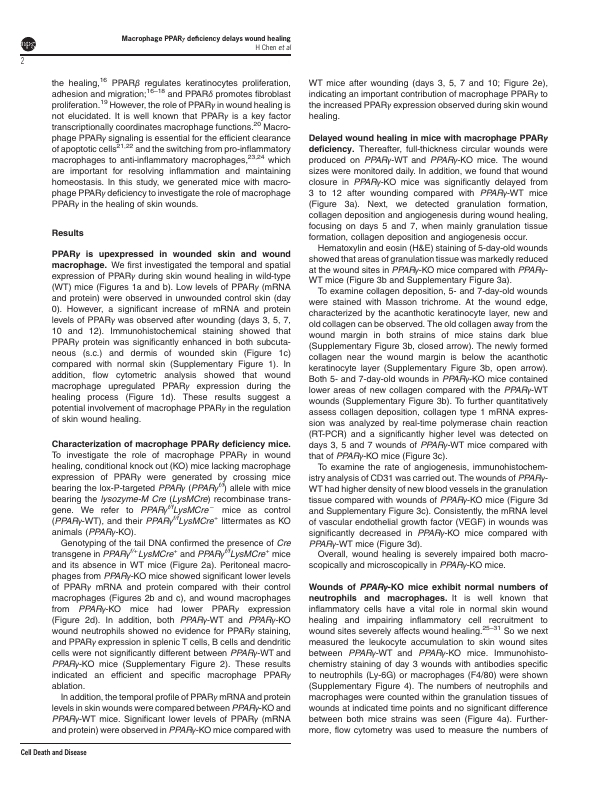 Macrophage PPARγ deficiency delays wound healing
H Chen et al
npg
2
the healing,16 PPARβ regulates keratinocytes proliferation,
adhesion and migration;16–18 and PPARδ promotes fibroblast
proliferation.19 However, the role of PPARγ in wound healing is
not elucidated. It is well known that PPARγ is a key factor
transcriptionally coordinates macrophage functions.20 Macro-
phage PPARγ signaling is essential for the efficient clearance
of apoptotic cells21,22 and the switching from pro-inflammatory
macrophages to anti-inflammatory macrophages,23,24 which
are important for resolving inflammation and maintaining
homeostasis. In this study, we generated mice with macro-
phage PPARγ deficiency to investigate the role of macrophage
PPARγ in the healing of skin wounds.
Results
PPARγ is upexpressed in wounded skin and wound
macrophage. We first investigated the temporal and spatial
expression of PPARγ during skin wound healing in wild-type
(WT) mice (Figures 1a and b). Low levels of PPARγ (mRNA
and protein) were observed in unwounded control skin (day
0). However, a significant increase of mRNA and protein
levels of PPARγ was observed after wounding (days 3, 5, 7,
10 and 12). Immunohistochemical staining showed that
PPARγ protein was significantly enhanced in both subcuta-
neous (s.c.) and dermis of wounded skin (Figure 1c)
compared with normal skin (Supplementary 1). In
addition, flow cytometric analysis showed that wound
macrophage upregulated PPARγ expression during the
healing process (Figure 1d). These results suggest a
potential involvement of macrophage PPARγ in the regulation
of skin wound healing.
Characterization of macrophage PPARγ deficiency mice.
To investigate the role of macrophage PPARγ in wound
healing, conditional knock out (KO) mice lacking macrophage
expression of PPARγ were generated by crossing mice
bearing the lox-P-targeted PPARγ (PPARγf/f) allele with mice
bearing the lysozyme-M Cre (LysMCre) recombinase trans-
gene. We refer to PPARγf/fLysMCre− mice as control
(PPARγ-WT), and their PPARγf/fLysMCre+ littermates as KO
animals (PPARγ-KO).
Genotyping of the tail DNA confirmed the presence of Cre
transgene in PPARγf/+LysMCre+ and PPARγf/fLysMCre+ mice
and its absence in WT mice (Figure 2a). Peritoneal macro-
phages from PPARγ-KO mice showed significant lower levels
of PPARγ mRNA and protein compared with their control
macrophages (Figures 2b and c), and wound macrophages
from PPARγ-KO mice had lower PPARγ expression
(Figure 2d). In addition, both PPARγ-WT and PPARγ-KO
wound neutrophils showed no evidence for PPARγ staining,
and PPARγ expression in splenic T cells, B cells and dendritic
cells were not significantly different between PPARγ-WT and
PPARγ-KO mice (Supplementary Figure 2). These results
indicated an efficient and specific macrophage PPARγ
ablation.
In addition, the temporal profile of PPARγ mRNA and protein
levels in skin wounds were compared between PPARγ-KO and
PPARγ-WT mice. Significant lower levels of PPARγ (mRNA
and protein) were observed in PPARγ-KO mice compared with
WT mice after wounding (days 3, 5, 7 and 10; Figure 2e),
indicating an important contribution of macrophage PPARγ to
the increased PPARγ expression observed during skin wound
healing.
Delayed wound healing in mice with macrophage PPARγ
deficiency. Thereafter, full-thickness circular wounds were
produced on PPARγ-WT and PPARγ-KO mice. The wound
sizes were monitored daily. In addition, we found that wound
closure in PPARγ-KO mice was significantly delayed from
3 to 12 after wounding compared with PPARγ-WT mice
(Figure 3a). Next, we detected granulation formation,
collagen deposition and angiogenesis during wound healing,
focusing on days 5 and 7, when mainly granulation tissue
formation, collagen deposition and angiogenesis occur.
Hematoxylin and eosin (H&E) staining of 5-day-old wounds
showed that areas of granulation tissue was markedly reduced
at the wound sites in PPARγ-KO mice compared with PPARγ-
WT mice (Figure 3b and Supplementary Figure 3a).
To examine collagen deposition, 5- and 7-day-old wounds
were stained with Masson trichrome. At the wound edge,
characterized by the acanthotic keratinocyte layer, new and
old collagen can be observed. The old collagen away from the
wound margin in both strains of mice stains dark blue
(Supplementary Figure 3b, closed arrow). The newly formed
collagen near the wound margin is below the acanthotic
keratinocyte layer (Supplementary Figure 3b, open arrow).
Both 5- and 7-day-old wounds in PPARγ-KO mice contained
lower areas of new collagen compared with the PPARγ-WT
wounds (Supplementary Figure 3b). To further quantitatively
assess collagen deposition, collagen type 1 mRNA expres-
sion was analyzed by real-time polymerase chain reaction
(RT-PCR) and a significantly higher level was detected on
days 3, 5 and 7 wounds of PPARγ-WT mice compared with
that of PPARγ-KO mice (Figure 3c).
To examine the rate of angiogenesis, immunohistochem-
istry analysis of CD31 was carried out. The wounds of PPARγ-
WT had higher density of new blood vessels in the granulation
tissue compared with wounds of PPARγ-KO mice (Figure 3d
and Supplementary Figure 3c). Consistently, the mRNA level
of vascular endothelial growth factor (VEGF) in wounds was
significantly decreased in PPARγ-KO mice compared with
PPARγ-WT mice (Figure 3d).
Overall, wound healing is severely impaired both macro-
scopically and microscopically in PPARγ-KO mice.
Wounds of PPARγ-KO mice exhibit normal numbers of
neutrophils and macrophages. It is well known that
inflammatory cells have a vital role in normal skin wound
healing and impairing inflammatory cell recruitment to
wound sites severely affects wound healing.25–31 So we next
measured the leukocyte accumulation to skin wound sites
between PPARγ-WT and PPARγ-KO mice. Immunohisto-
chemistry staining of day 3 wounds with antibodies specific
to neutrophils (Ly-6G) or macrophages (F4/80) were shown
(Supplementary Figure 4). The numbers of neutrophils and
macrophages were counted within the granulation tissues of
wounds at indicated time points and no significant difference
between both mice strains was seen (Figure 4a). Further-
more, flow cytometry was used to measure the numbers of
Cell Death and Disease